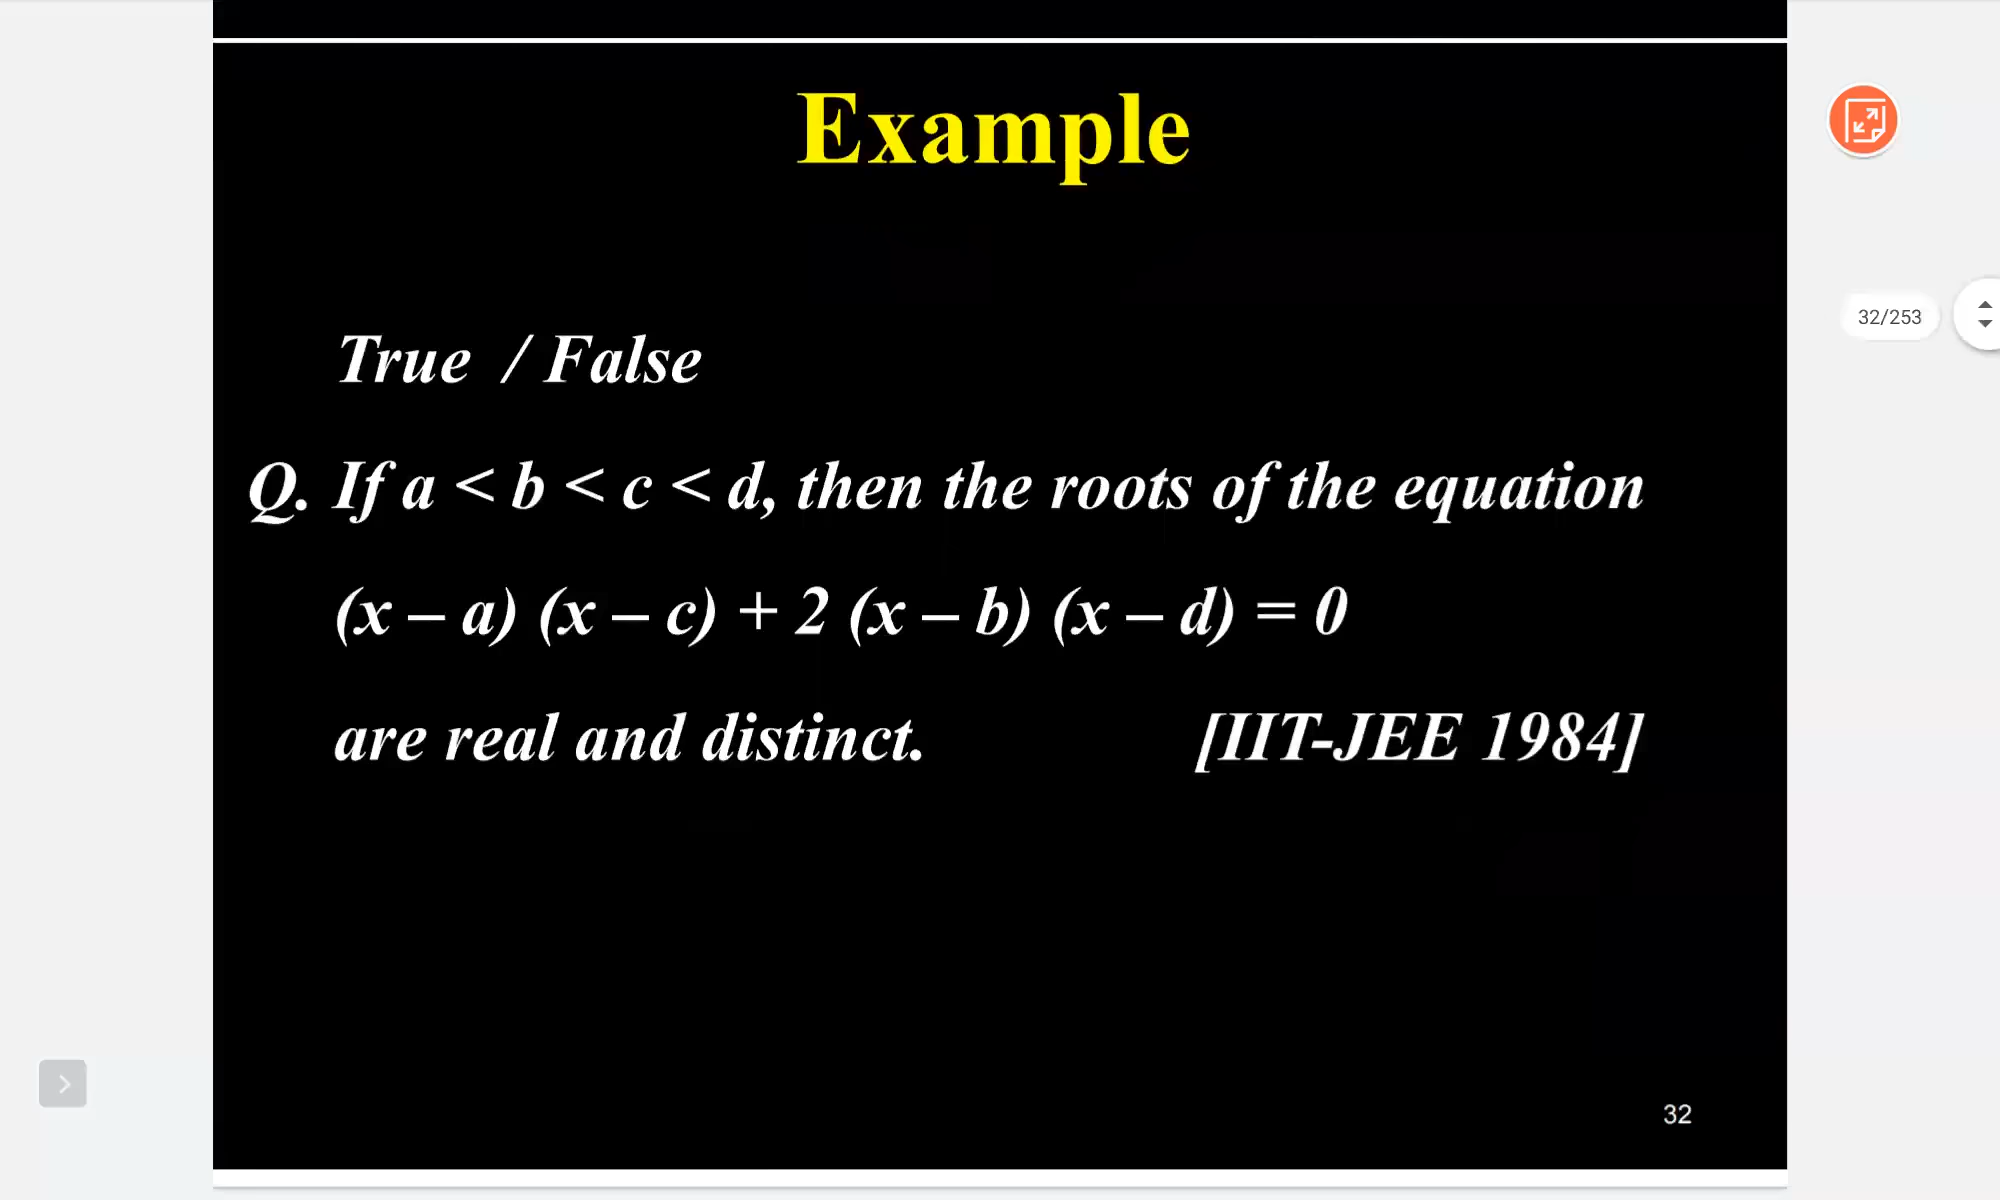 Example
True / False
Q. If a < b < c < d, then the roots of the equation
(x – a) (x – c) + 2 (x – b) (x – d) = 0
are real and distinct. [IIT-JEE 1984]
32/253
32